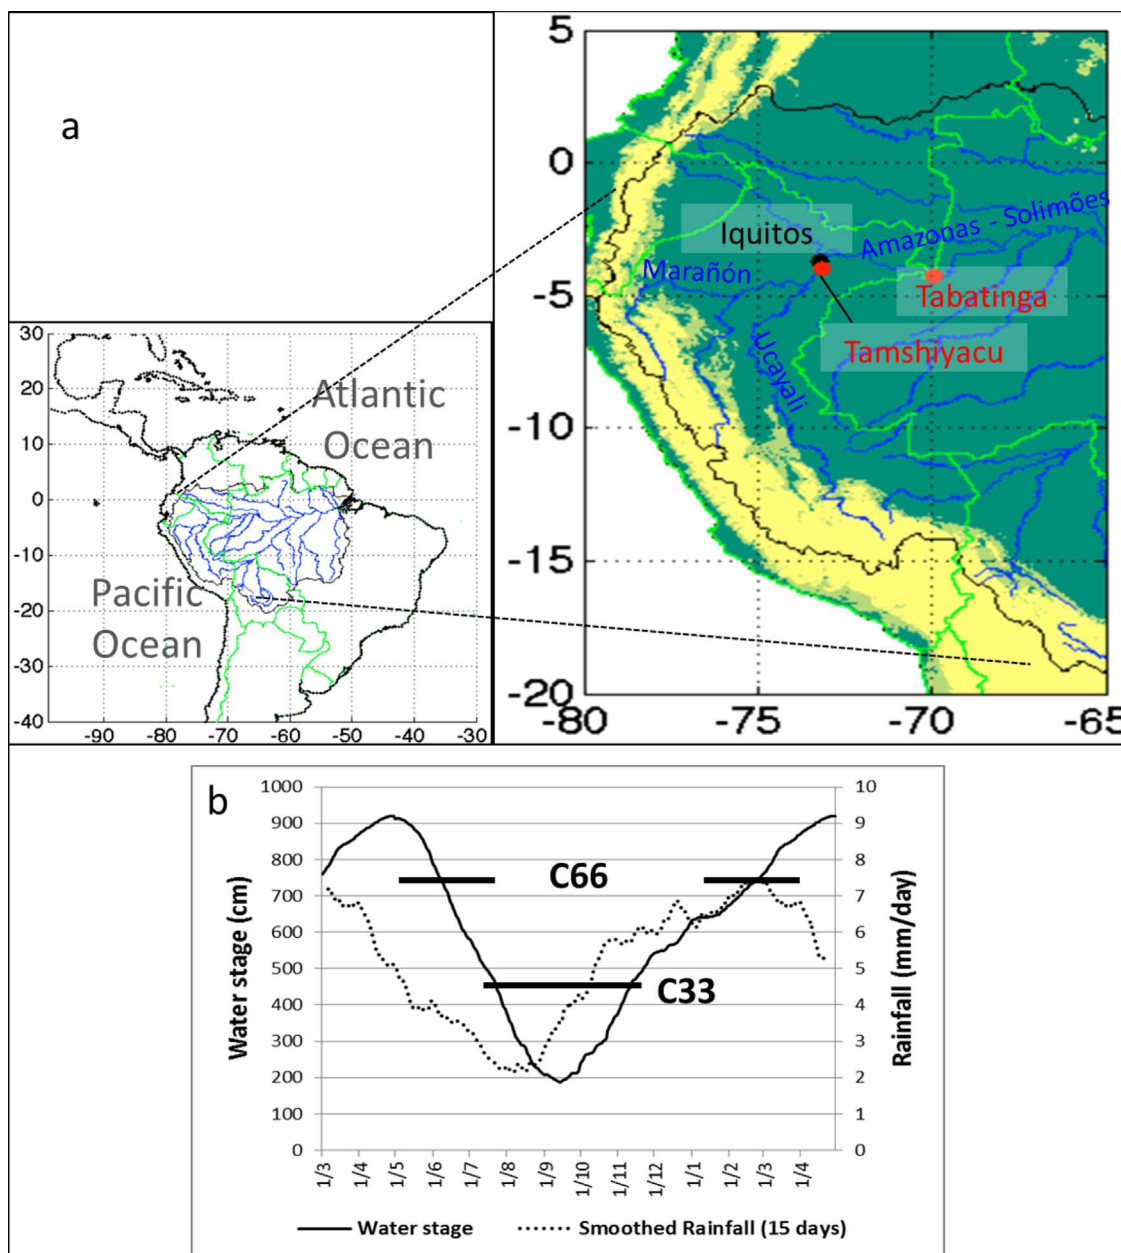 a
30
20
10
0
-10
-20
-30
-40
-90 -80 -70 -60 -50 -40 -30
Atlantic
Ocean
Pacific
Ocean
5
0
-5
-10
-15
-20
-80 -75 -70 -65
Iquitos
Amazonas - Solimões
Marañón
Tabatinga
Tamshiyacu
Ucayali
b
Water stage (cm)
1000
900
800
700
600
500
400
300
200
100
0
C66
C33
10
9
8
7
6
5
4
3
2
1
0
Rainfall (mm/day)
1/3 1/4 1/5 1/6 1/7 1/8 1/9 1/10 1/11 1/12 1/1 1/2 1/3 1/4
Water stage Smoothed Rainfall (15 days)